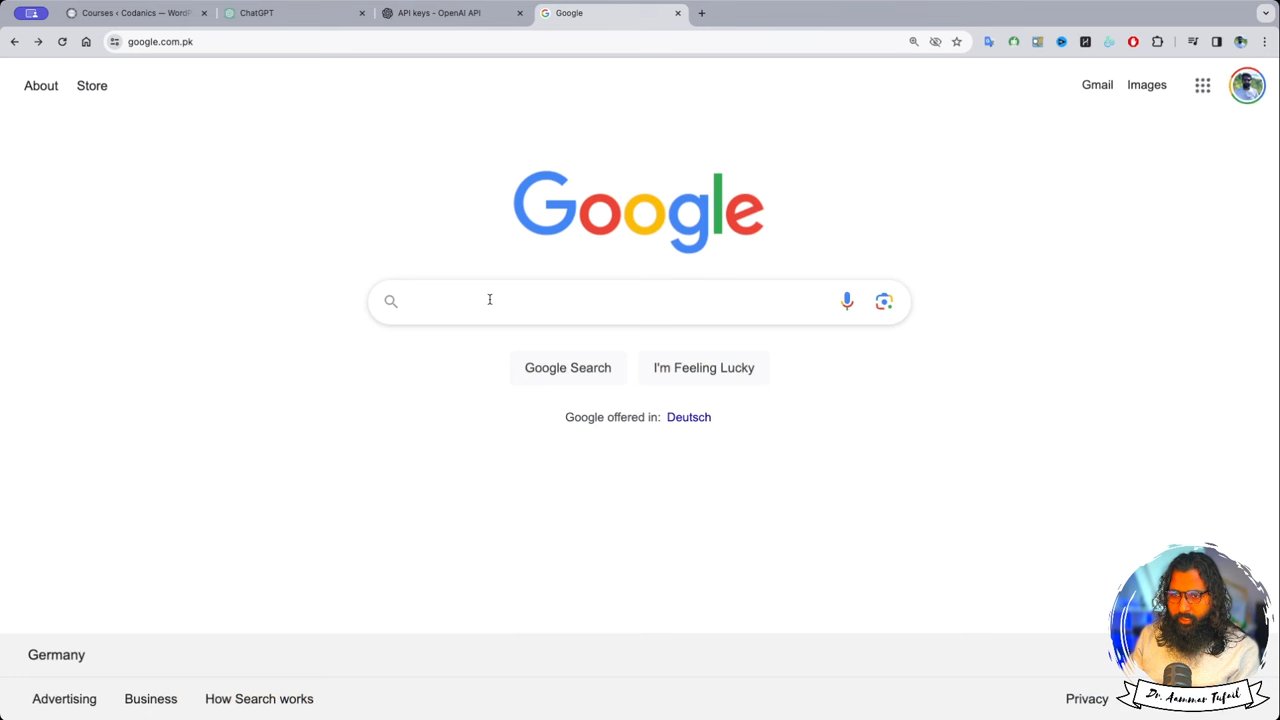 Courses ‹ Codanics — WordP
ChatGPT
API keys - OpenAI API
Google
google.com.pk
About
Store
Gmail
Images
Google
Google Search
I'm Feeling Lucky
Google offered in: Deutsch
Germany
Advertising
Business
How Search works
Privacy
Dr. Aammar Tufail